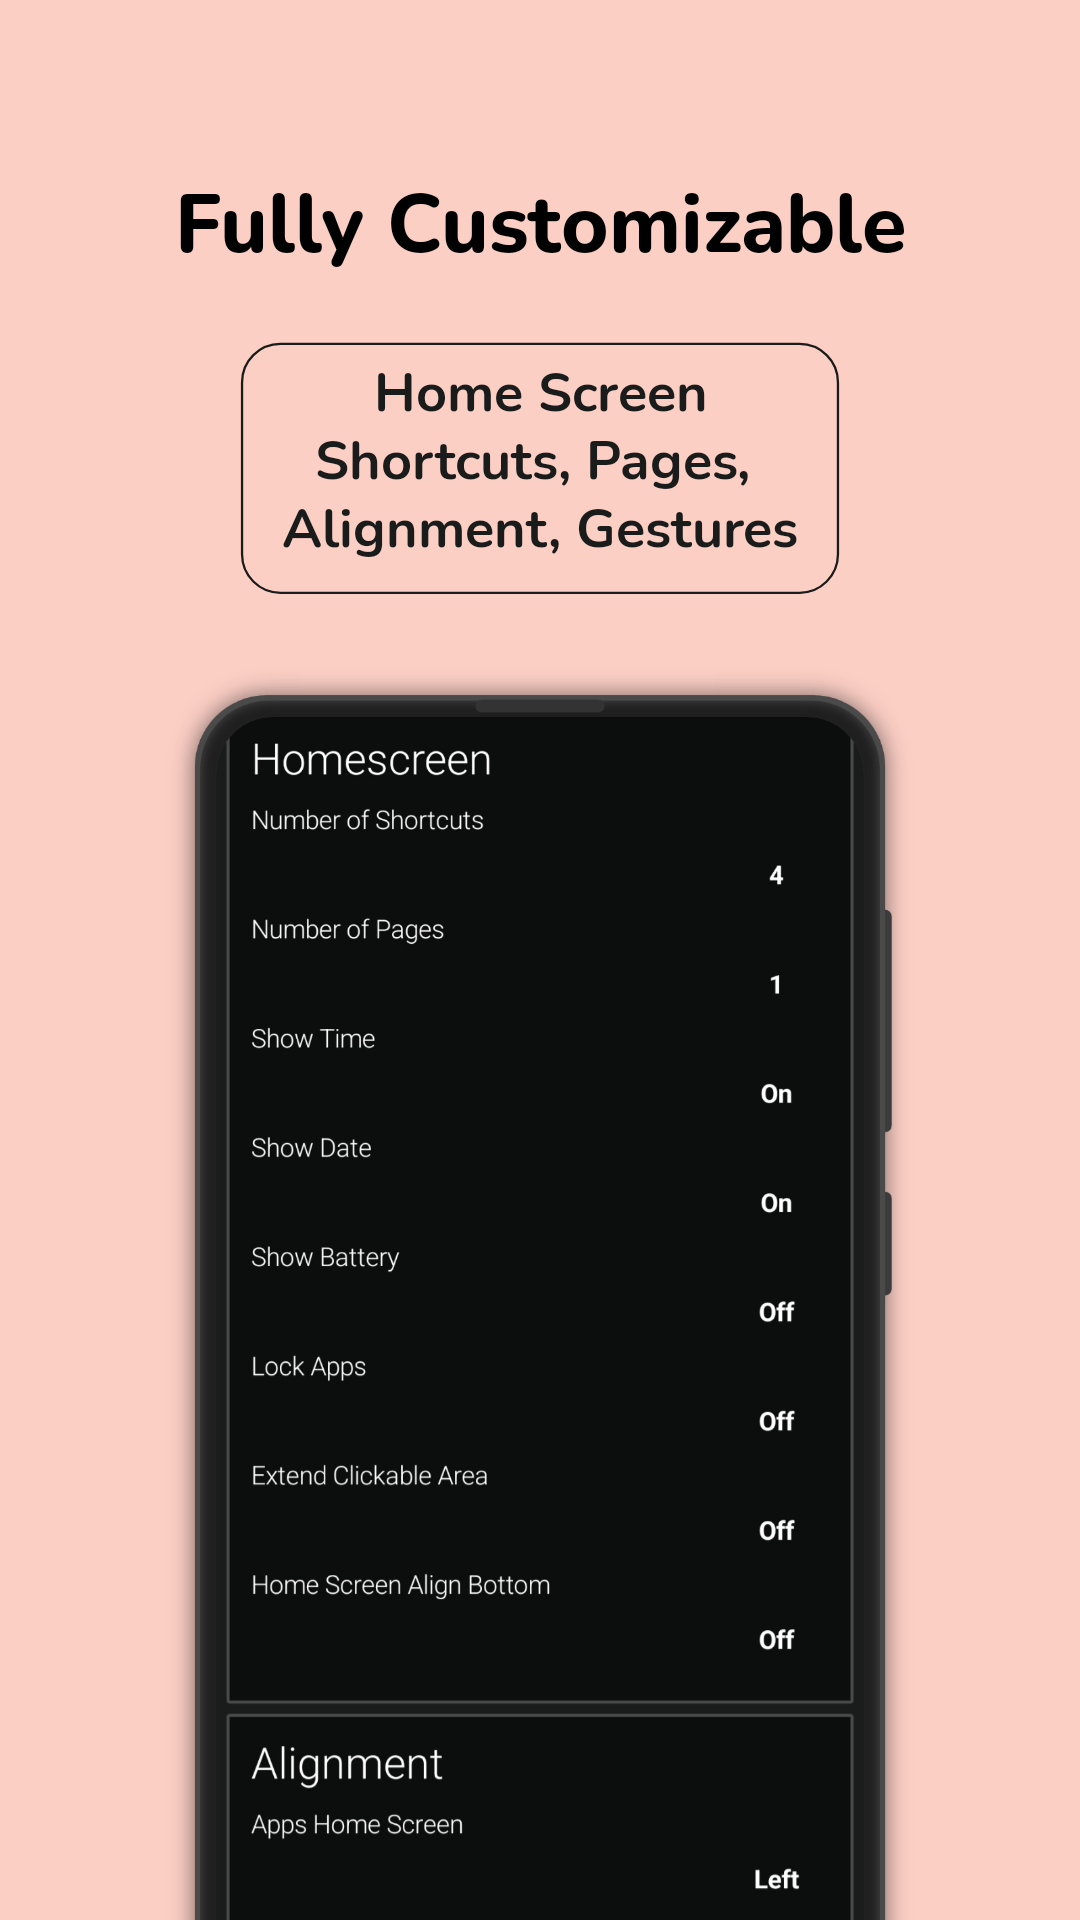 Fully Customizable
Home Screen
Shortcuts, Pages,
Alignment, Gestures
Homescreen
Number of Shortcuts
4
Number of Pages
1
Show Time
On
Show Date
On
Show Battery
Off
Lock Apps
Off
Extend Clickable Area
Off
Home Screen Align Bottom
Off
Alignment
Apps Home Screen
Left